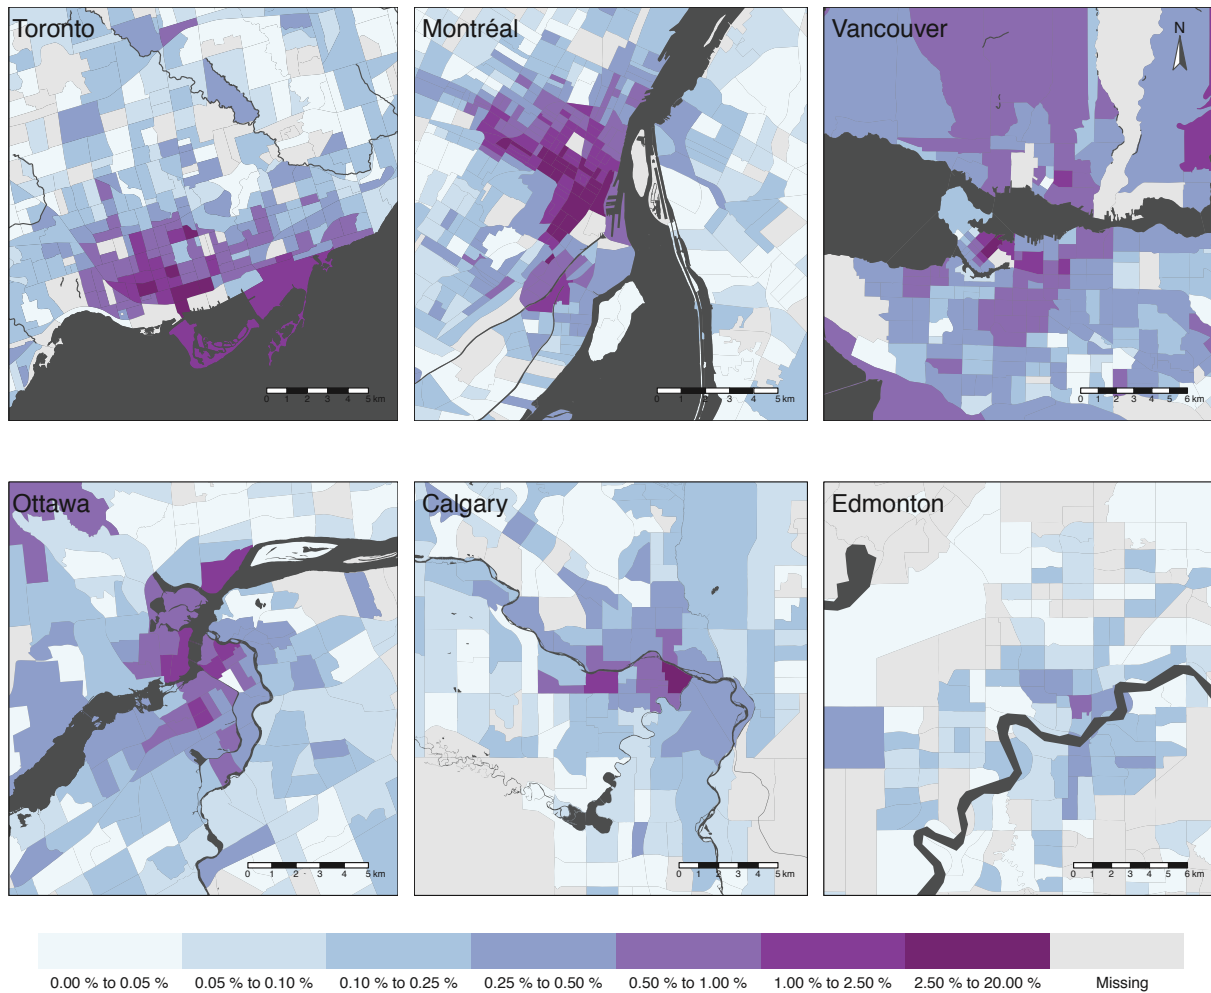 Toronto
Montréal
Vancouver
N
0 1 2 3 4 5 km
0 1 2 3 4 5 km
0 1 2 3 4 5 6 km
Ottawa
Calgary
Edmonton
0 1 2 3 4 5 km
0 1 2 3 4 5 km
0 1 2 3 4 5 6 km
0.00 % to 0.05 %
0.05 % to 0.10 %
0.10 % to 0.25 %
0.25 % to 0.50 %
0.50 % to 1.00 %
1.00 % to 2.50 %
2.50 % to 20.00 %
Missing